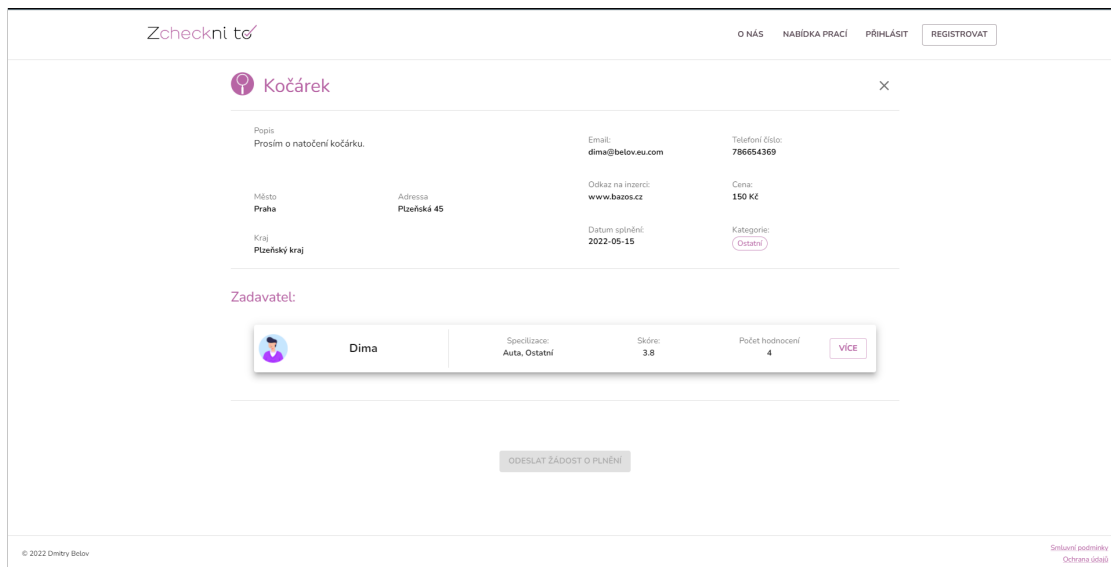 Zcheckni to
O NÁS NABÍDKA PRACÍ PŘIHLÁSIT REGISTROVAT
Kočárek
Popis
Prosím o natočení kočárku.
Město
Praha
Adressa
Plzeňská 45
Kraj
Plzeňský kraj
Email:
dima@belov.eu.com
Telefoní číslo:
786654369
Odkaz na inzerci:
www.bazos.cz
Cena:
150 Kč
Datum splnění:
2022-05-15
Kategorie:
Ostatní
Zadavatel:
Dima
Specilizace:
Auta, Ostatní
Skóre:
3.8
Počet hodnocení
4
VÍCE
ODESLAT ŽÁDOST O PLNĚNÍ
© 2022 Dmitry Belov
Smluvní podmínky
Ochrana údajů